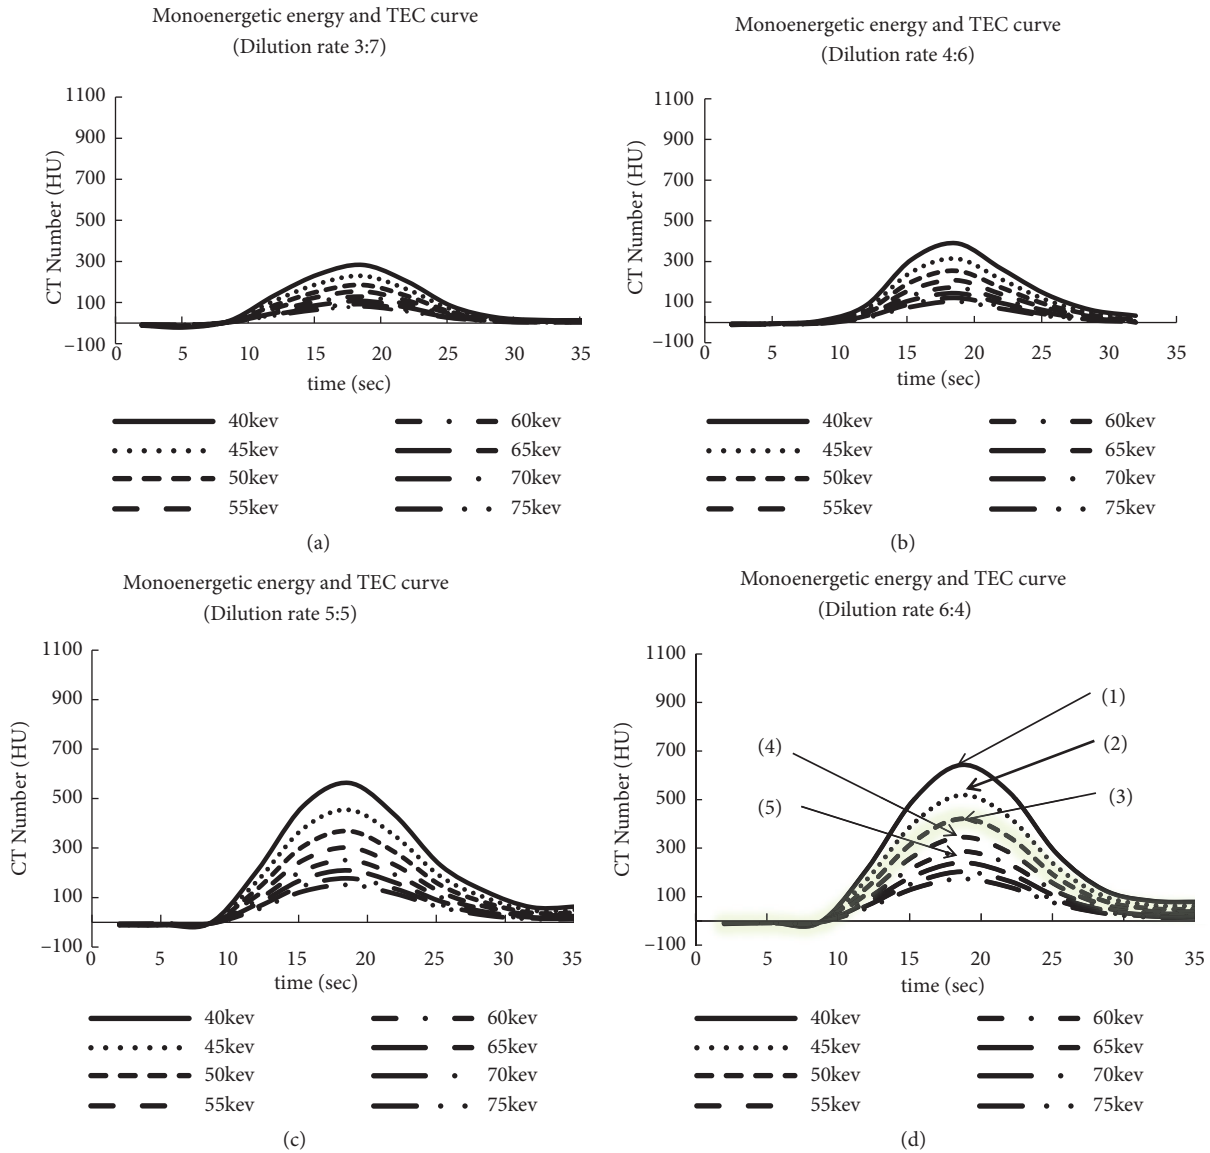 Monoenergetic energy and TEC curve
(Dilution rate 3:7)
1100
900
700
500
300
100
–100
CT Number (HU)
0 5 10 15 20 25 30 35
time (sec)
40kev 60kev
45kev 65kev
50kev 70kev
55kev 75kev
(a)
Monoenergetic energy and TEC curve
(Dilution rate 4:6)
1100
900
700
500
300
100
–100
CT Number (HU)
0 5 10 15 20 25 30 35
time (sec)
40kev 60kev
45kev 65kev
50kev 70kev
55kev 75kev
(b)
Monoenergetic energy and TEC curve
(Dilution rate 5:5)
1100
900
700
500
300
100
–100
CT Number (HU)
0 5 10 15 20 25 30 35
time (sec)
40kev 60kev
45kev 65kev
50kev 70kev
55kev 75kev
(c)
Monoenergetic energy and TEC curve
(Dilution rate 6:4)
1100
900
700
500
300
100
–100
CT Number (HU)
(1)
(2)
(3)
(4)
(5)
0 5 10 15 20 25 30 35
time (sec)
40kev 60kev
45kev 65kev
50kev 70kev
55kev 75kev
(d)